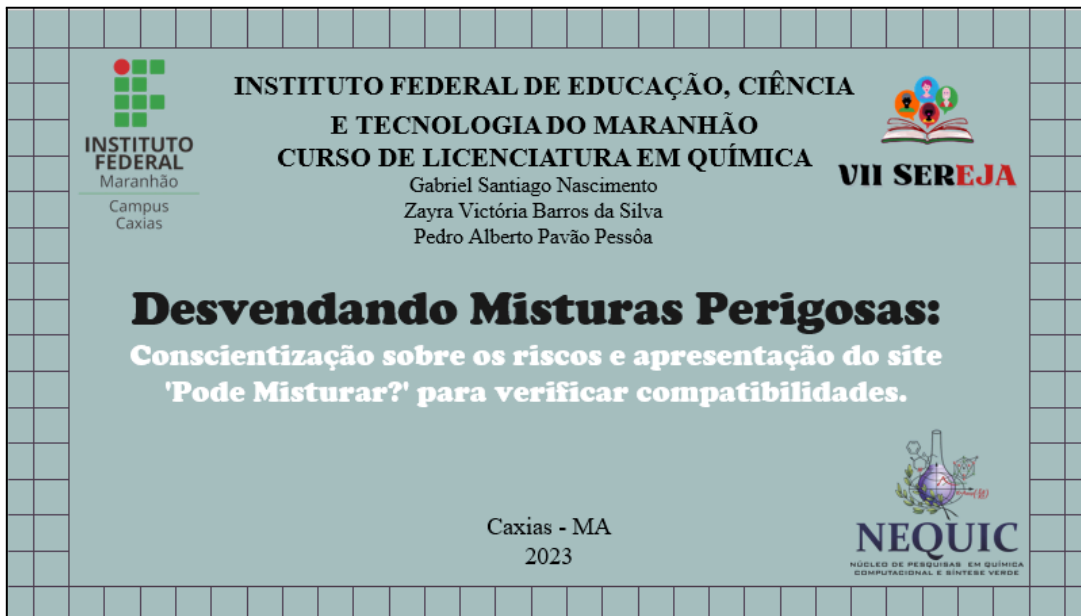 INSTITUTO
FEDERAL
Maranhão
Campus
Caxias
INSTITUTO FEDERAL DE EDUCAÇÃO, CIÊNCIA
E TECNOLOGIA DO MARANHÃO
CURSO DE LICENCIATURA EM QUÍMICA
Gabriel Santiago Nascimento
Zayra Victória Barros da Silva
Pedro Alberto Pavão Pessôa
VII SEREJA
Desvendando Misturas Perigosas:
Conscientização sobre os riscos e apresentação do site
'Pode Misturar?' para verificar compatibilidades.
Caxias - MA
2023
NEQUIC
NÚCLEO DE PESQUISAS EM QUÍMICA
COMPUTACIONAL E SÍNTESE VERDE